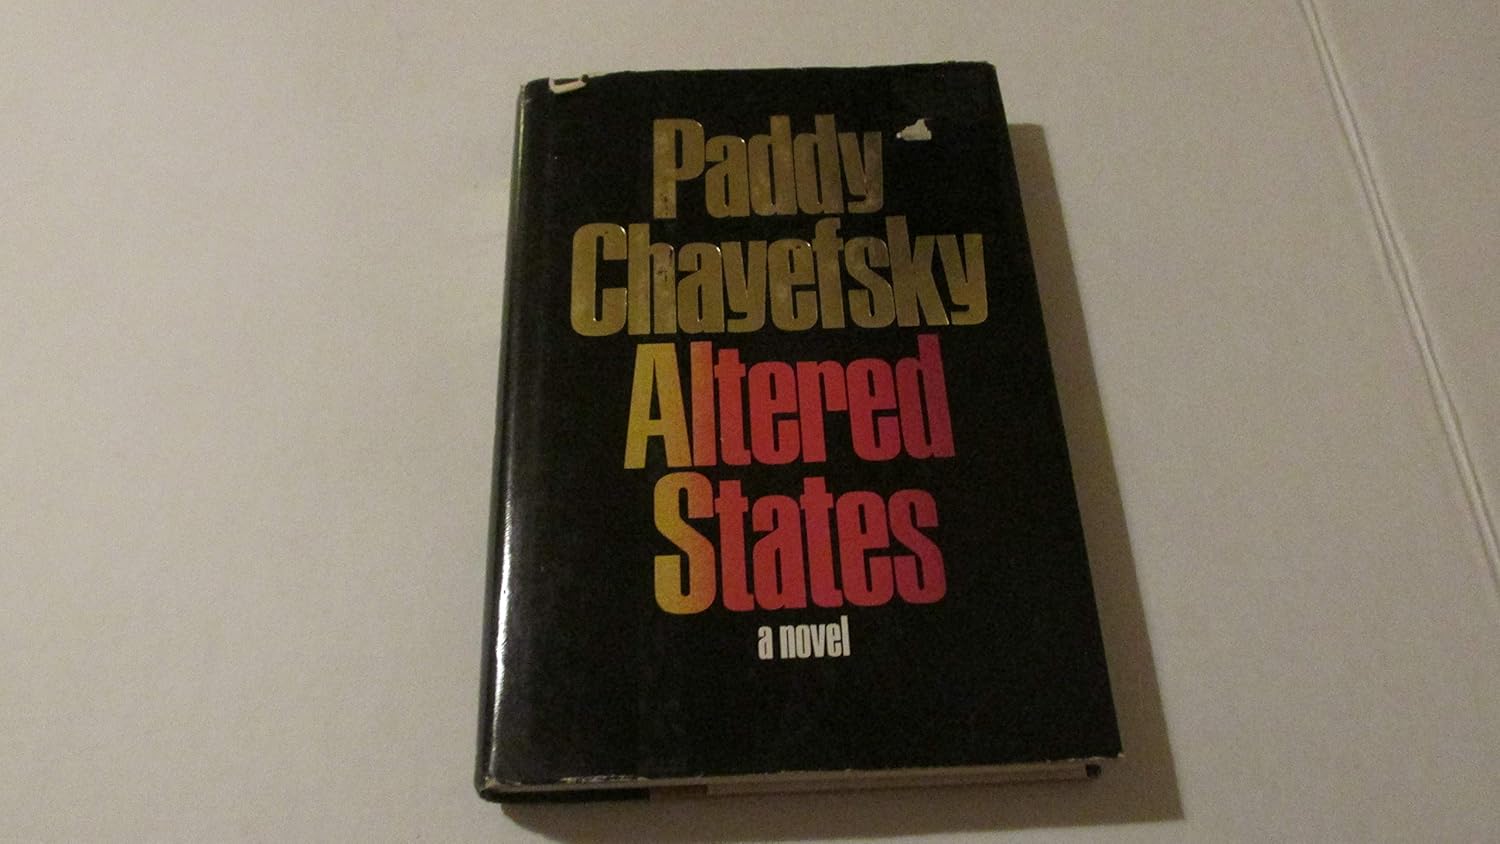 Paddy
Chayefsky
Altered
States
a novel